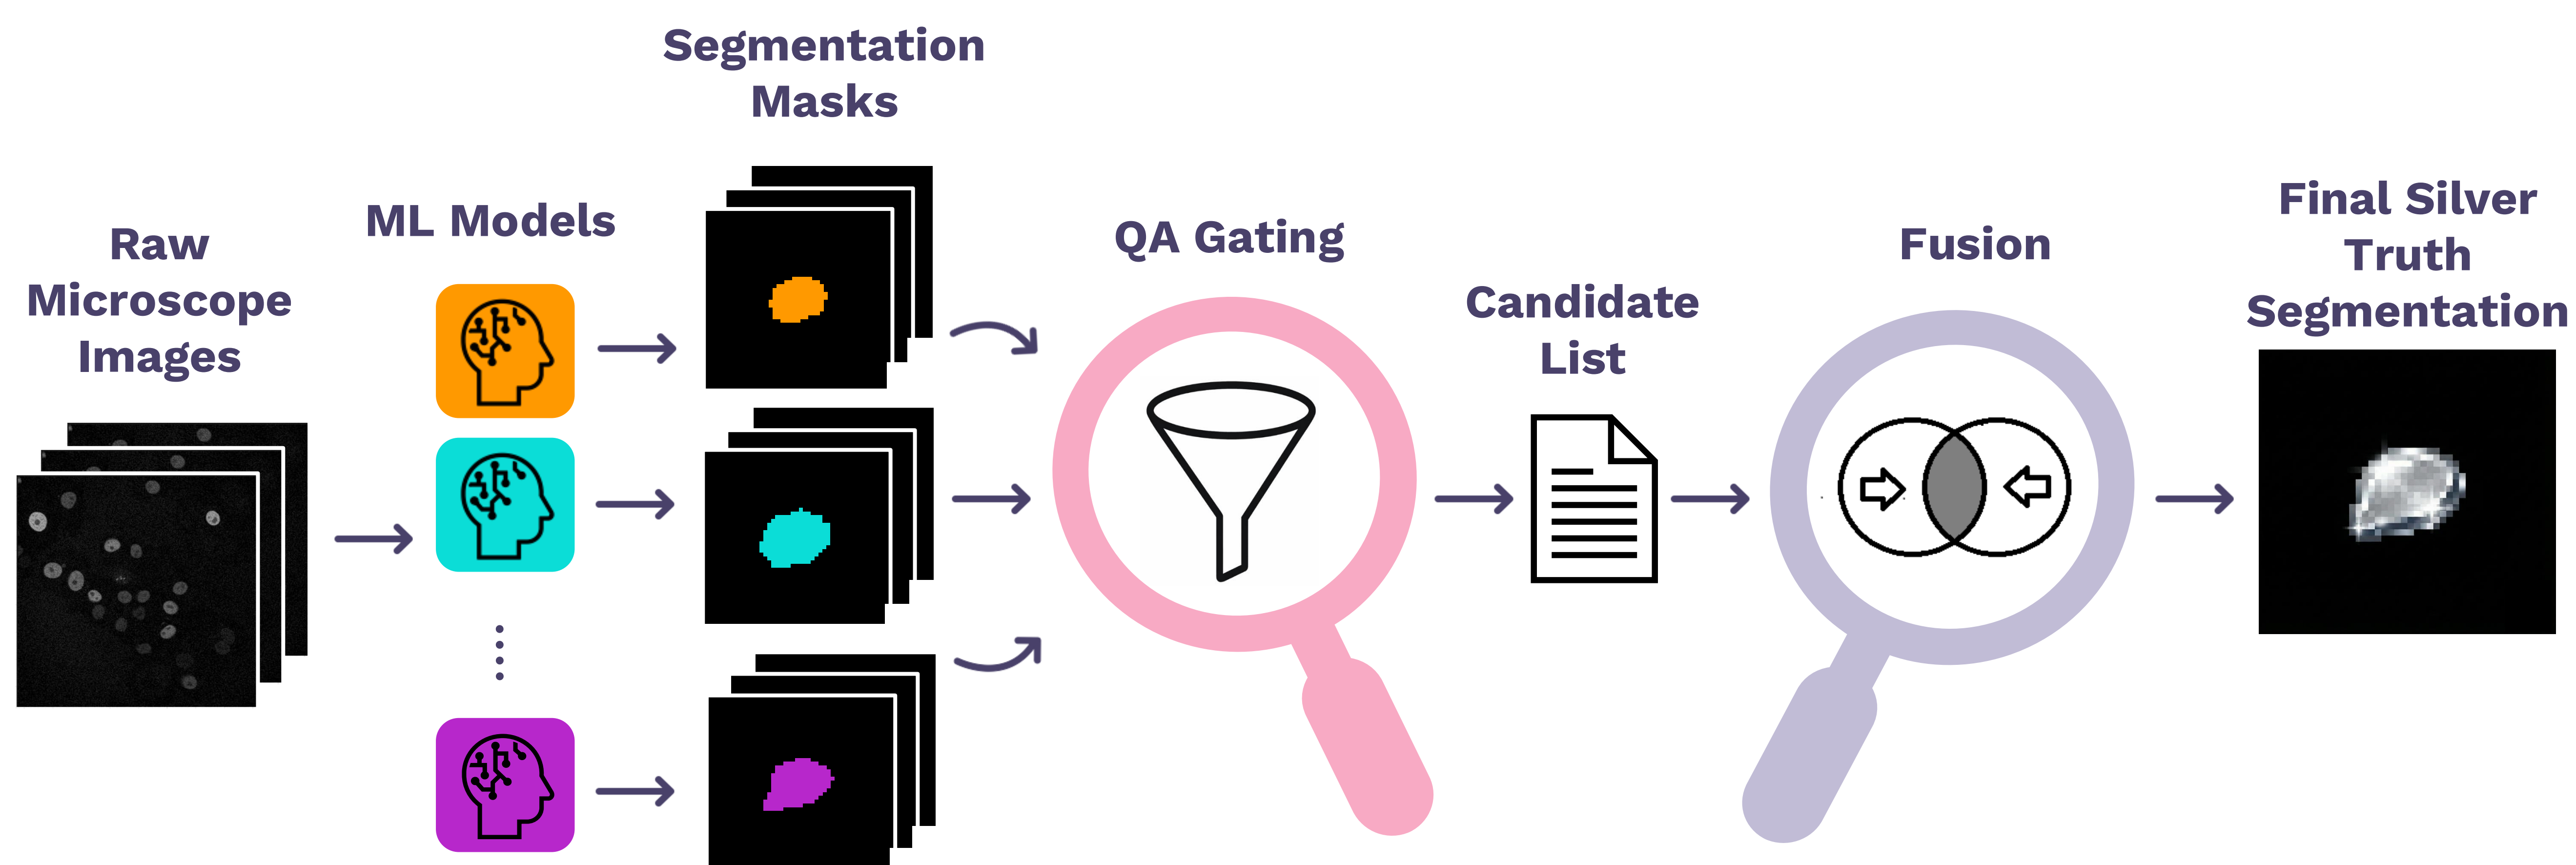 Raw
Microscope
Images
ML Models
Segmentation
Masks
QA Gating
Candidate
List
Fusion
Final Silver
Truth
Segmentation